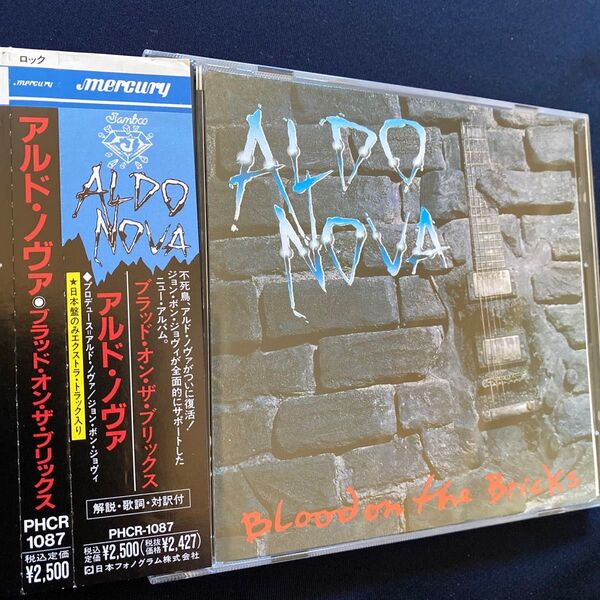 ロック
mercury
アルド・ノヴァ●ブラッド・オン・ザ・ブリックス
PHCR
1087
税込定価
¥2,500
mercury
Jambco
J
ALDO
NOVA
不死鳥、アルド・ノヴァがついに復活!
ジョン・ボン・ジョヴィが全面的にサポートした
ニュー・アルバム。
ブラッド・オン・ザ・ブリックス
アルド・ノヴァ
◆プロデュース=アルド・ノヴァ/ジョン・ボン・ジョヴィ
★日本盤のみエクストラ・トラック入り
解説・歌詞・対訳付
PHCR-1087
税込定価¥2,500(税抜価格¥2,427)
日本フォノグラム株式会社
ALDO
NOVA
Blood on the Bricks